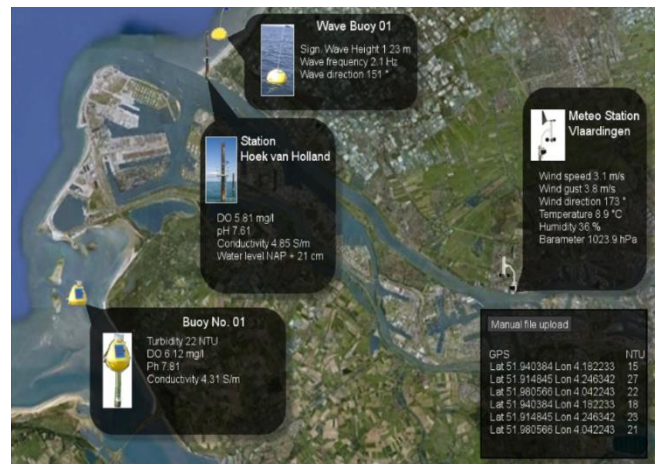 Wave Buoy 01
Sign. Wave Height 1.23 m
Wave frequency 2.1 Hz
Wave direction 151 °
Station
Hoek van Holland
DO 5.81 mg/l
pH 7.61
Conductivity 4.85 S/m
Water level NAP + 21 cm
Meteo Station
Vlaardingen
Wind speed 3.1 m/s
Wind gust 3.8 m/s
Wind direction 173 °
Temperature 8.9 °C
Humidity 36 %
Barameter 1023.9 hPa
Buoy No. 01
Turbidity 22 NTU
DO 6.12 mg/l
Ph 7.81
Conductivity 4.31 S/m
Manual file upload
GPS NTU
Lat 51.940384 Lon 4.182233 15
Lat 51.914845 Lon 4.246342 27
Lat 51.980566 Lon 4.042243 22
Lat 51.940384 Lon 4.182233 18
Lat 51.914845 Lon 4.246342 23
Lat 51.980566 Lon 4.042243 21